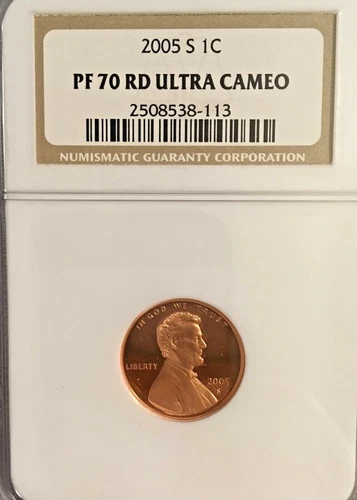 2005 S 1C
PF 70 RD ULTRA CAMEO
2508538-113
NUMISMATIC GUARANTY CORPORATION
IN GOD WE TRUST
LIBERTY
2005
S